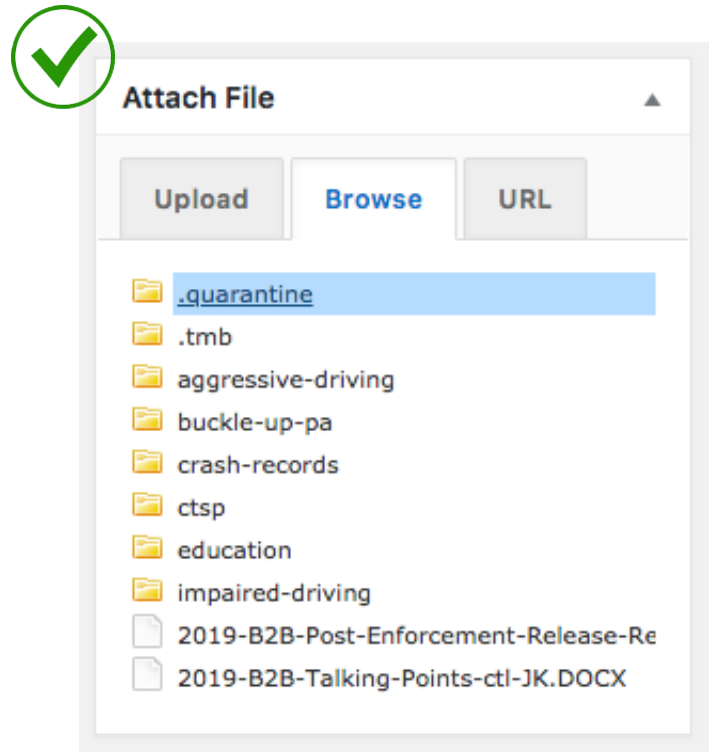 Attach File
Upload
Browse
URL
.quarantine
.tmb
aggressive-driving
buckle-up-pa
crash-records
ctsp
education
impaired-driving
2019-B2B-Post-Enforcement-Release-Re
2019-B2B-Talking-Points-ctl-JK.DOCX